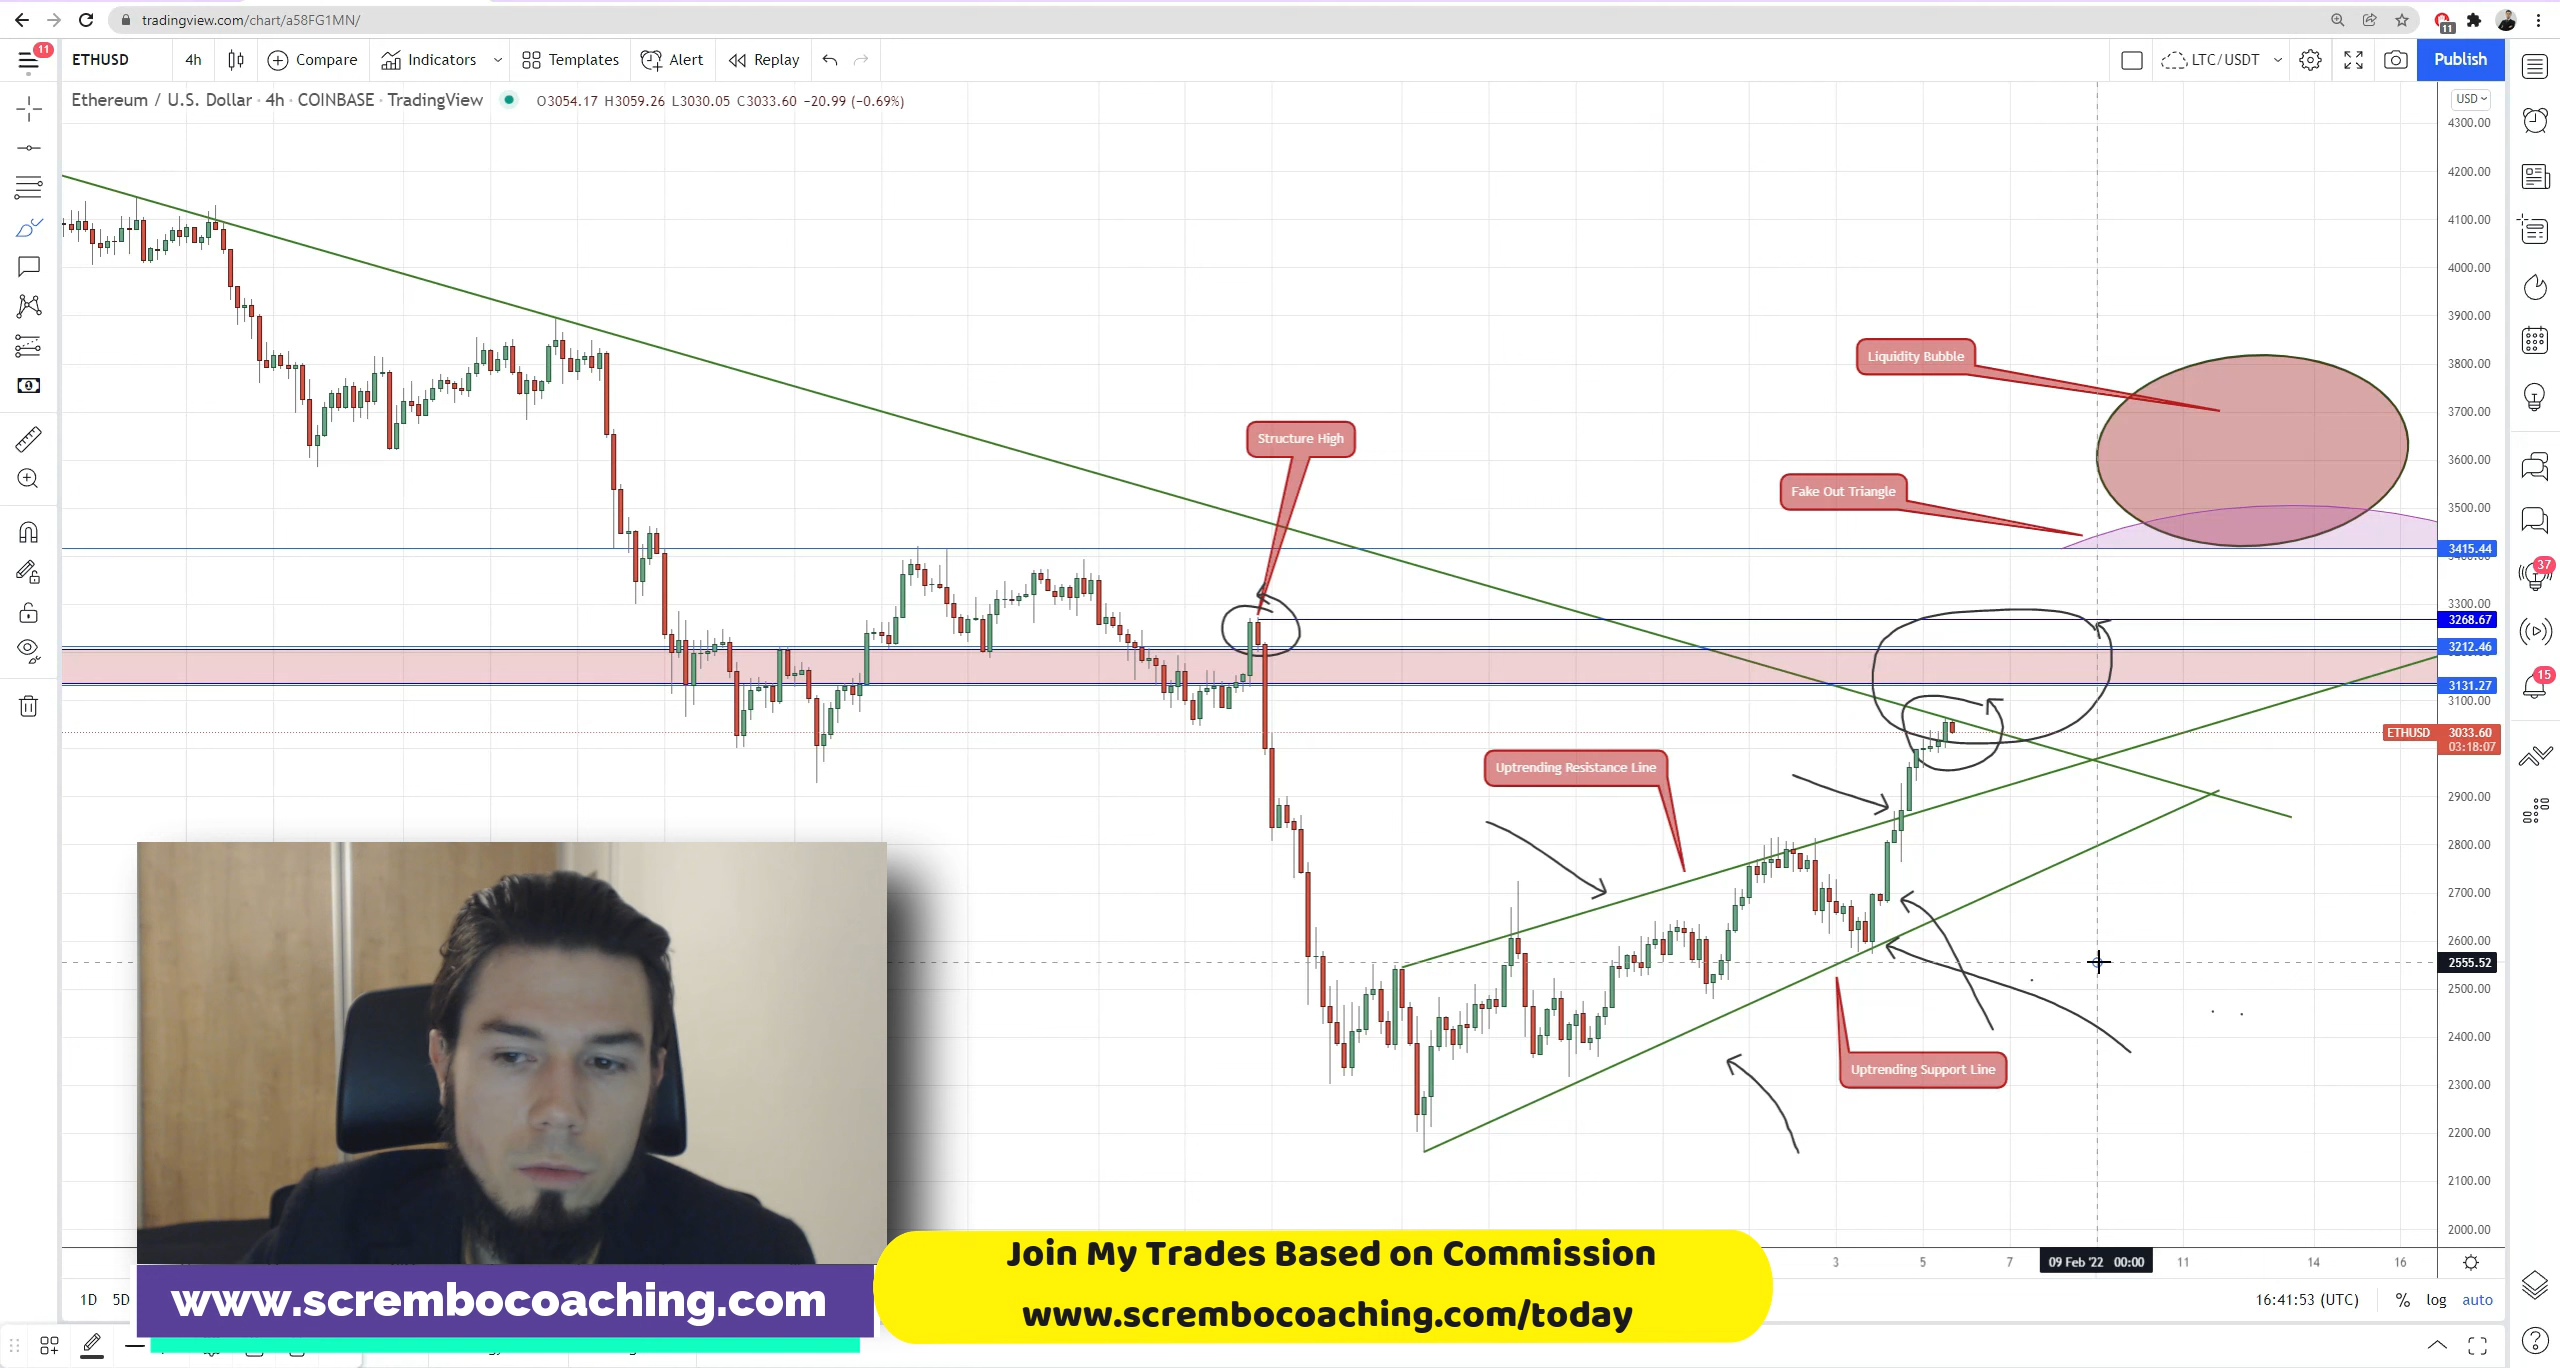 tradingview.com/chart/a58FG1MN/
11
11
ETHUSD
4h
Compare
Indicators
Templates
Alert
Replay
LTC/USDT
Publish
Ethereum / U.S. Dollar · 4h · COINBASE · TradingView
O3054.17 H3059.26 L3030.05 C3033.60 −20.99 (−0.69%)
USD
4300.00
4200.00
4100.00
4000.00
3900.00
3800.00
3700.00
3600.00
3500.00
3415.44
3300.00
3268.67
3212.46
3131.27
3100.00
ETHUSD
3033.60
03:18:07
2900.00
2800.00
2700.00
2600.00
2555.52
2500.00
2400.00
2300.00
2200.00
2100.00
2000.00
37
15
Liquidity Bubble
Structure High
Fake Out Triangle
Uptrending Resistance Line
Uptrending Support Line
Join My Trades Based on Commission
www.scrembocoaching.com/today
www.scrembocoaching.com
3
5
7
09 Feb '22 00:00
11
14
16
1D
5D
16:41:53 (UTC)
%
log
auto